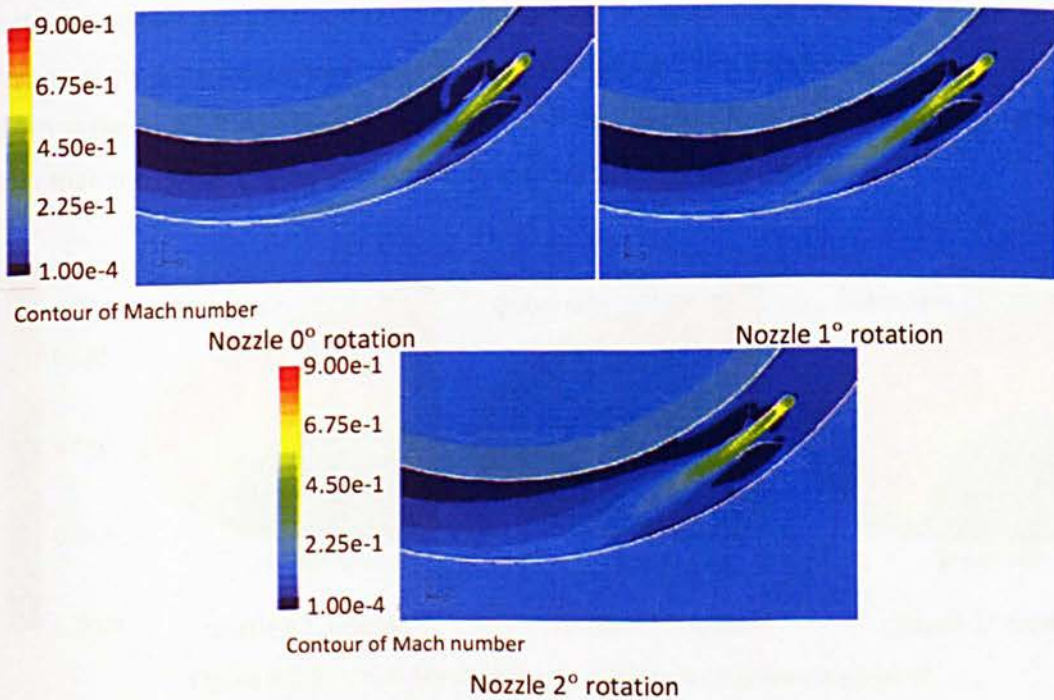 9.00e-1
6.75e-1
4.50e-1
2.25e-1
1.00e-4
Contour of Mach number
Nozzle 0° rotation
Nozzle 1° rotation
9.00e-1
6.75e-1
4.50e-1
2.25e-1
1.00e-4
Contour of Mach number
Nozzle 2° rotation